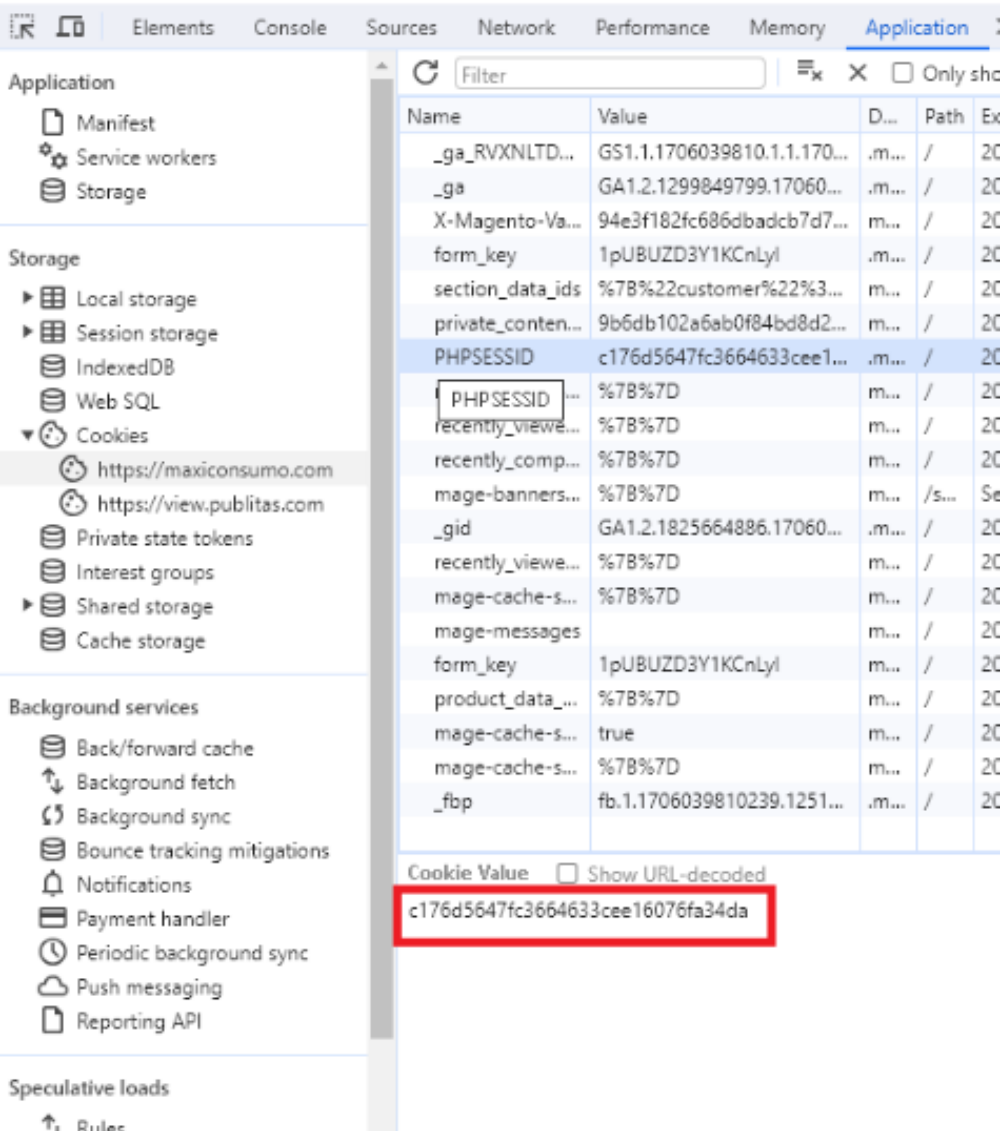 Elements Console Sources Network Performance Memory Application
Application
Manifest
Service workers
Storage
Storage
Local storage
Session storage
IndexedDB
Web SQL
Cookies
https://maxiconsumo.com
https://view.publitas.com
Private state tokens
Interest groups
Shared storage
Cache storage
Background services
Back/forward cache
Background fetch
Background sync
Bounce tracking mitigations
Notifications
Payment handler
Periodic background sync
Push messaging
Reporting API
Speculative loads
Rules
Filter Only sho
Name Value D... Path Ex
_ga_RVXNLTD... GS1.1.1706039810.1.1.170... .m... / 20
_ga GA1.2.1299849799.17060... .m... / 20
X-Magento-Va... 94e3f182fc686dbadcb7d7... m... / 20
form_key 1pUBUZD3Y1KCnLyl .m... / 20
section_data_ids %7B%22customer%22%3... m... / 20
private_conten... 9b6db102a6ab0f84bd8d2... m... / 20
PHPSESSID c176d5647fc3664633cee1... .m... / 20
PHPSESSID ... %7B%7D m... / 20
recently_viewe... %7B%7D m... / 20
recently_comp... %7B%7D m... / 20
mage-banners... %7B%7D m... /s... Se
_gid GA1.2.1825664886.17060... .m... / 20
recently_viewe... %7B%7D m... / 20
mage-cache-s... %7B%7D m... / 20
mage-messages m... / 20
form_key 1pUBUZD3Y1KCnLyl m... / 20
product_data_... %7B%7D m... / 20
mage-cache-s... true m... / 20
mage-cache-s... %7B%7D m... / 20
_fbp fb.1.1706039810239.1251... .m... / 20
Cookie Value Show URL-decoded
c176d5647fc3664633cee16076fa34da